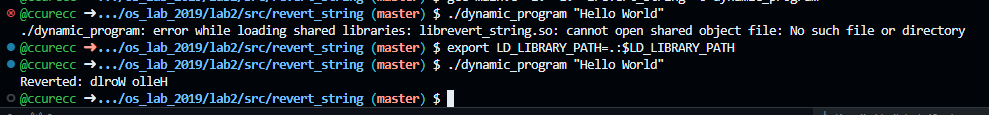 @ccurecc ➜.../os_lab_2019/lab2/src/revert_string (master) $ ./dynamic_program "Hello World"
./dynamic_program: error while loading shared libraries: librevert_string.so: cannot open shared object file: No such file or directory
@ccurecc ➜.../os_lab_2019/lab2/src/revert_string (master) $ export LD_LIBRARY_PATH=.:$LD_LIBRARY_PATH
@ccurecc ➜.../os_lab_2019/lab2/src/revert_string (master) $ ./dynamic_program "Hello World"
Reverted: dlroW olleH
@ccurecc ➜.../os_lab_2019/lab2/src/revert_string (master) $